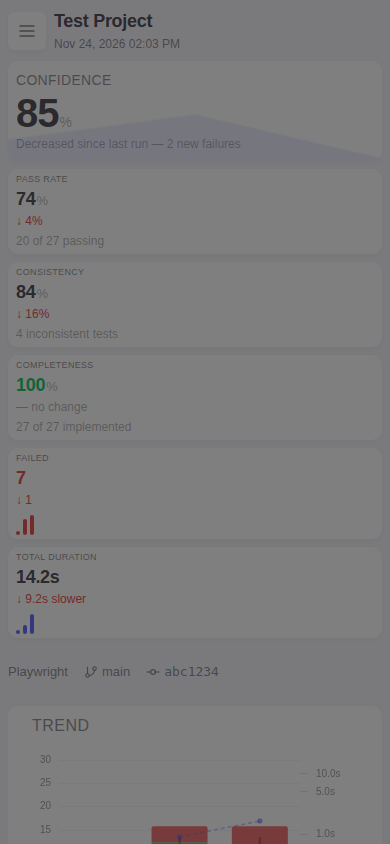 Test Project
Nov 24, 2026 02:03 PM
CONFIDENCE
85%
Decreased since last run — 2 new failures
PASS RATE
74%
↓ 4%
20 of 27 passing
CONSISTENCY
84%
↓ 16%
4 inconsistent tests
COMPLETENESS
100%
— no change
27 of 27 implemented
FAILED
7
↓ 1
TOTAL DURATION
14.2s
↓ 9.2s slower
Playwright main abc1234
TREND
30
10.0s
25
5.0s
20
15
1.0s